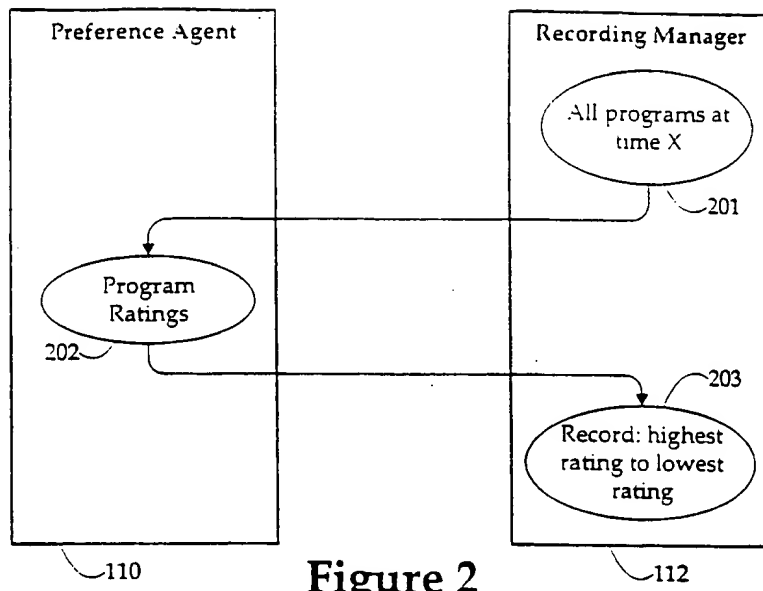 Preference Agent
Recording Manager
All programs at
time X
201
Program
Ratings
202
203
Record: highest
rating to lowest
rating
110
112
Figure 2